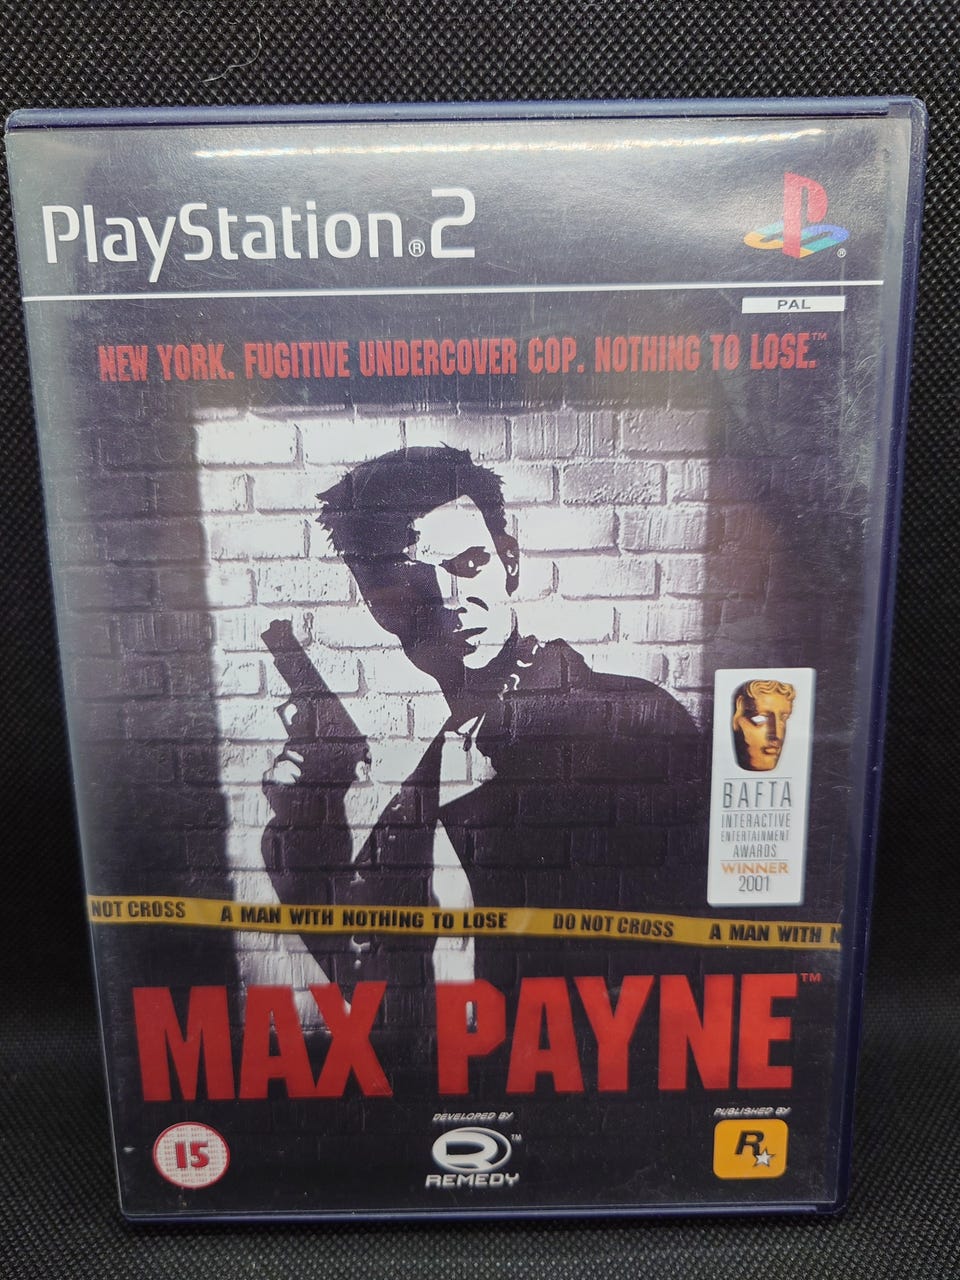 PlayStation®2
PAL
NEW YORK. FUGITIVE UNDERCOVER COP. NOTHING TO LOSE.™
BAFTA
INTERACTIVE
ENTERTAINMENT
AWARDS
WINNER
2001
NOT CROSS A MAN WITH NOTHING TO LOSE DO NOT CROSS A MAN WITH N
MAX PAYNE™
15
DEVELOPED BY
REMEDY™
PUBLISHED BY
R